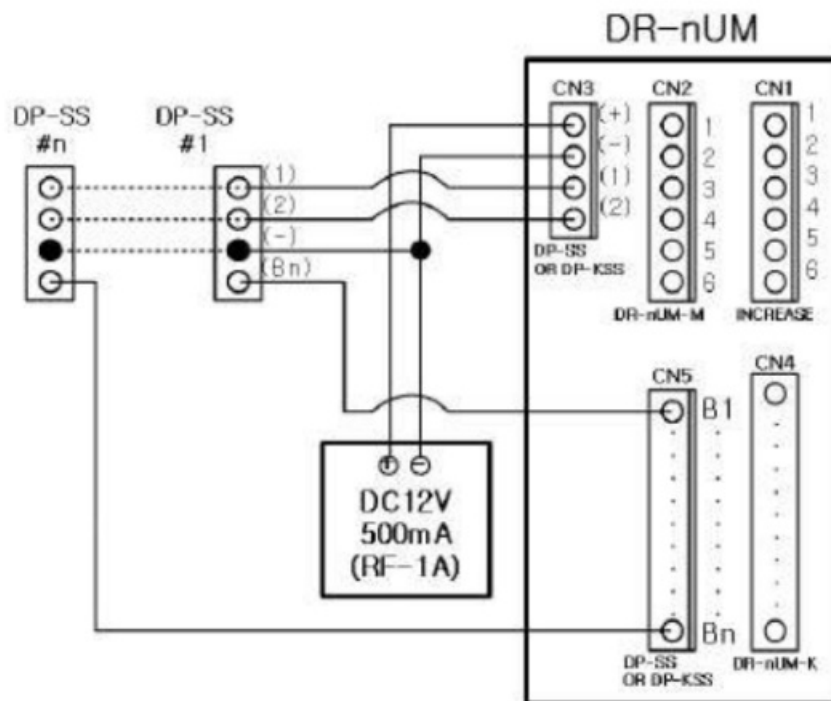 DR-nUM
DP-SS
#n
DP-SS
#1
(1)
(2)
(-)
(Bn)
CN3
(+)
(-)
(1)
(2)
DP-SS
OR DP-KSS
CN2
1
2
3
4
5
6
DR-nUM-M
CN1
1
2
3
4
5
6
INCREASE
CN5
B1
Bn
DP-SS
OR DP-KSS
CN4
DR-nUM-K
+ -
DC12V
500mA
(RF-1A)